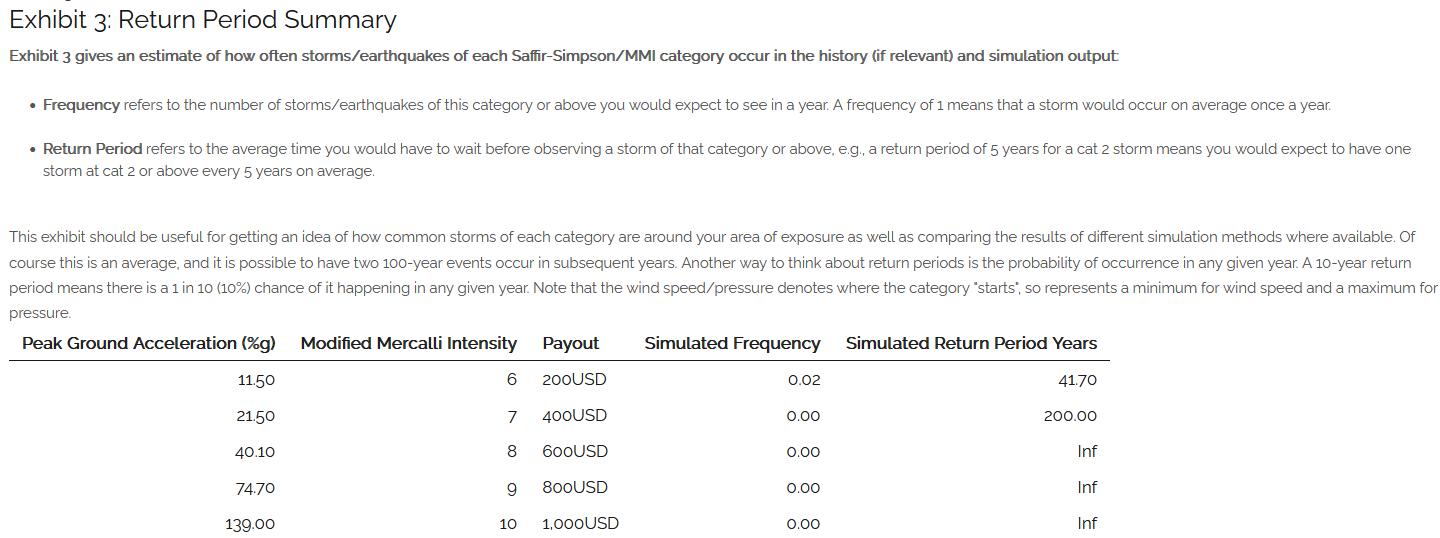 Exhibit 3: Return Period Summary
Exhibit 3 gives an estimate of how often storms/earthquakes of each Saffir-Simpson/MMI category occur in the history (if relevant) and simulation output:
• Frequency refers to the number of storms/earthquakes of this category or above you would expect to see in a year. A frequency of 1 means that a storm would occur on average once a year.
• Return Period refers to the average time you would have to wait before observing a storm of that category or above, e.g., a return period of 5 years for a cat 2 storm means you would expect to have one
storm at cat 2 or above every 5 years on average.
This exhibit should be useful for getting an idea of how common storms of each category are around your area of exposure as well as comparing the results of different simulation methods where available. Of
course this is an average, and it is possible to have two 100-year events occur in subsequent years. Another way to think about return periods is the probability of occurrence in any given year. A 10-year return
period means there is a 1 in 10 (10%) chance of it happening in any given year. Note that the wind speed/pressure denotes where the category "starts", so represents a minimum for wind speed and a maximum for
pressure.
Peak Ground Acceleration (%g) Modified Mercalli Intensity Payout Simulated Frequency Simulated Return Period Years
11.50 6 200USD 0.02 41.70
21.50 7 400USD 0.00 200.00
40.10 8 600USD 0.00 Inf
74.70 9 800USD 0.00 Inf
139.00 10 1,000USD 0.00 Inf